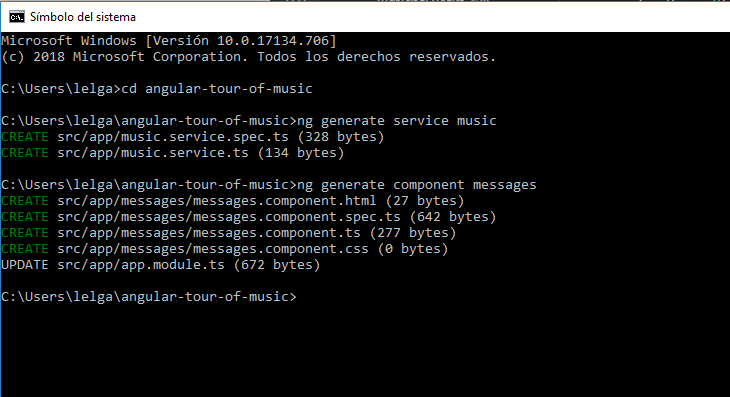 Símbolo del sistema
Microsoft Windows [Versión 10.0.17134.706]
(c) 2018 Microsoft Corporation. Todos los derechos reservados.
C:\Users\lelga>cd angular-tour-of-music
C:\Users\lelga\angular-tour-of-music>ng generate service music
CREATE src/app/music.service.spec.ts (328 bytes)
CREATE src/app/music.service.ts (134 bytes)
C:\Users\lelga\angular-tour-of-music>ng generate component messages
CREATE src/app/messages/messages.component.html (27 bytes)
CREATE src/app/messages/messages.component.spec.ts (642 bytes)
CREATE src/app/messages/messages.component.ts (277 bytes)
CREATE src/app/messages/messages.component.css (0 bytes)
UPDATE src/app/app.module.ts (672 bytes)
C:\Users\lelga\angular-tour-of-music>